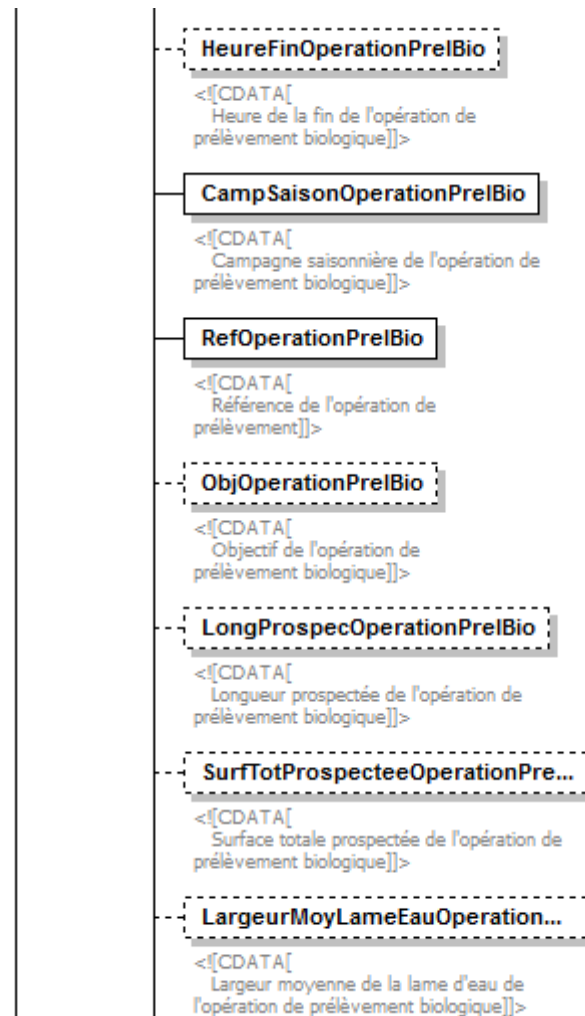 HeureFinOperationPrelBio
<![CDATA[
Heure de la fin de l'opération de
prélèvement biologique]]>
CampSaisonOperationPrelBio
<![CDATA[
Campagne saisonnière de l'opération de
prélèvement biologique]]>
RefOperationPrelBio
<![CDATA[
Référence de l'opération de
prélèvement]]>
ObjOperationPrelBio
<![CDATA[
Objectif de l'opération de
prélèvement biologique]]>
LongProspecOperationPrelBio
<![CDATA[
Longueur prospectée de l'opération de
prélèvement biologique]]>
SurfTotProspecteeOperationPre...
<![CDATA[
Surface totale prospectée de l'opération de
prélèvement biologique]]>
LargeurMoyLameEauOperation...
<![CDATA[
Largeur moyenne de la lame d'eau de
l'opération de prélèvement biologique]]>